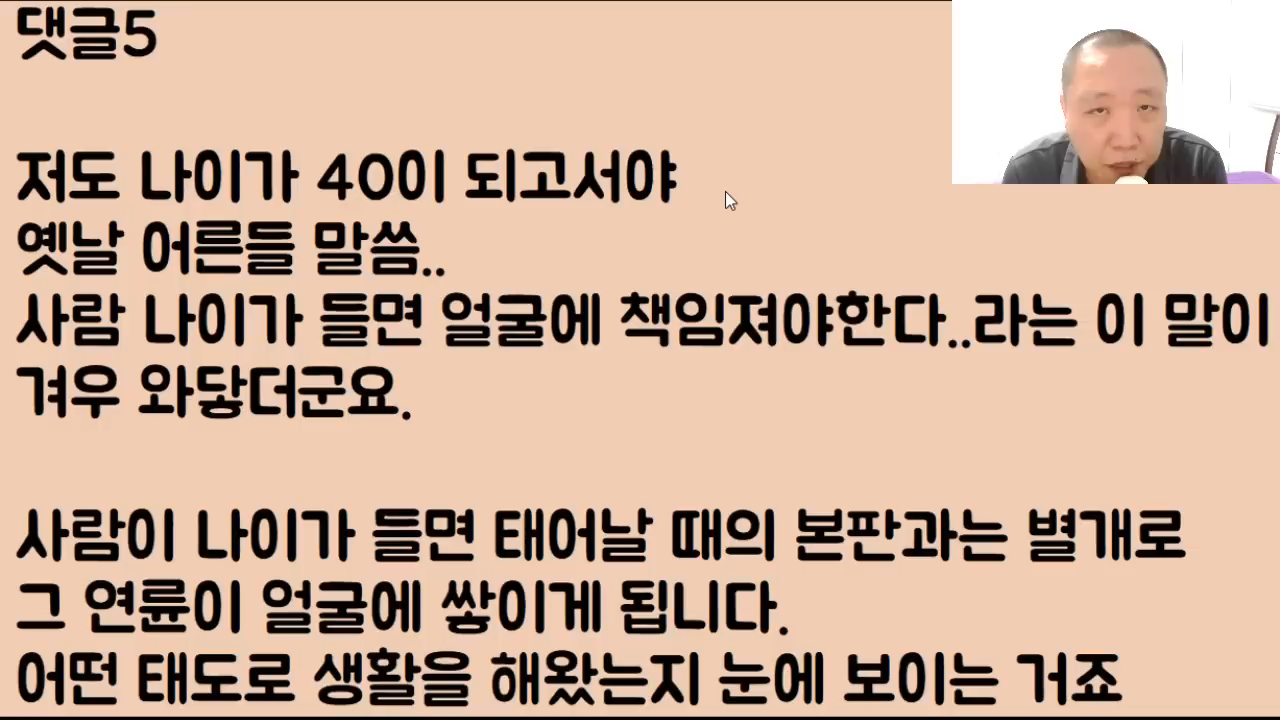 댓글5
저도 나이가 40이 되고서야
옛날 어른들 말씀..
사람 나이가 들면 얼굴에 책임져야한다..라는 이 말이
겨우 와닿더군요.
사람이 나이가 들면 태어날 때의 본판과는 별개로
그 연륜이 얼굴에 쌓이게 됩니다.
어떤 태도로 생활을 해왔는지 눈에 보이는 거죠